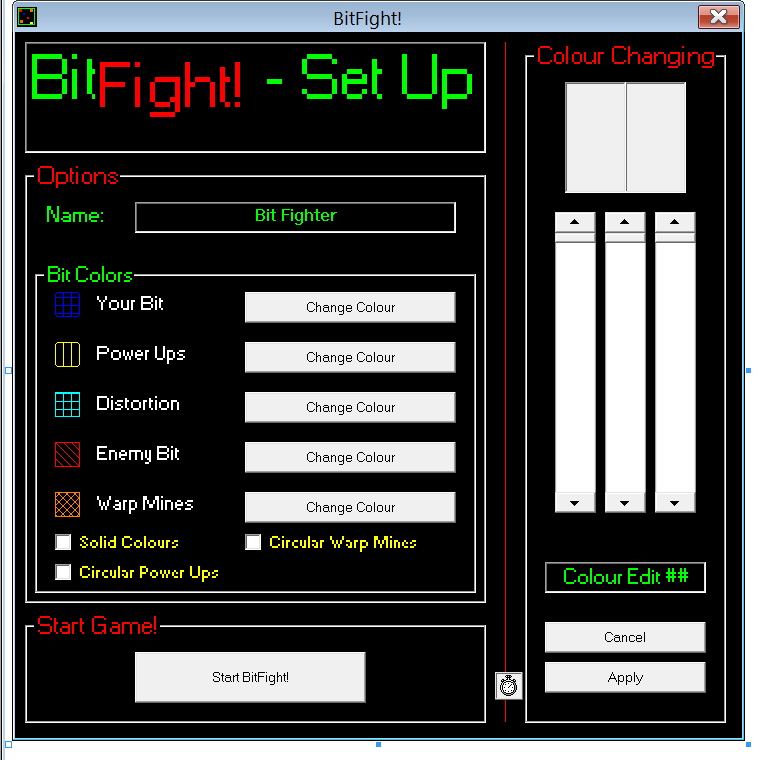 BitFight!
BitFight! - Set Up
Options
Name: Bit Fighter
Bit Colors
Your Bit Change Colour
Power Ups Change Colour
Distortion Change Colour
Enemy Bit Change Colour
Warp Mines Change Colour
Solid Colours Circular Warp Mines
Circular Power Ups
Start Game!
Start BitFight!
Colour Changing
Colour Edit ##
Cancel
Apply